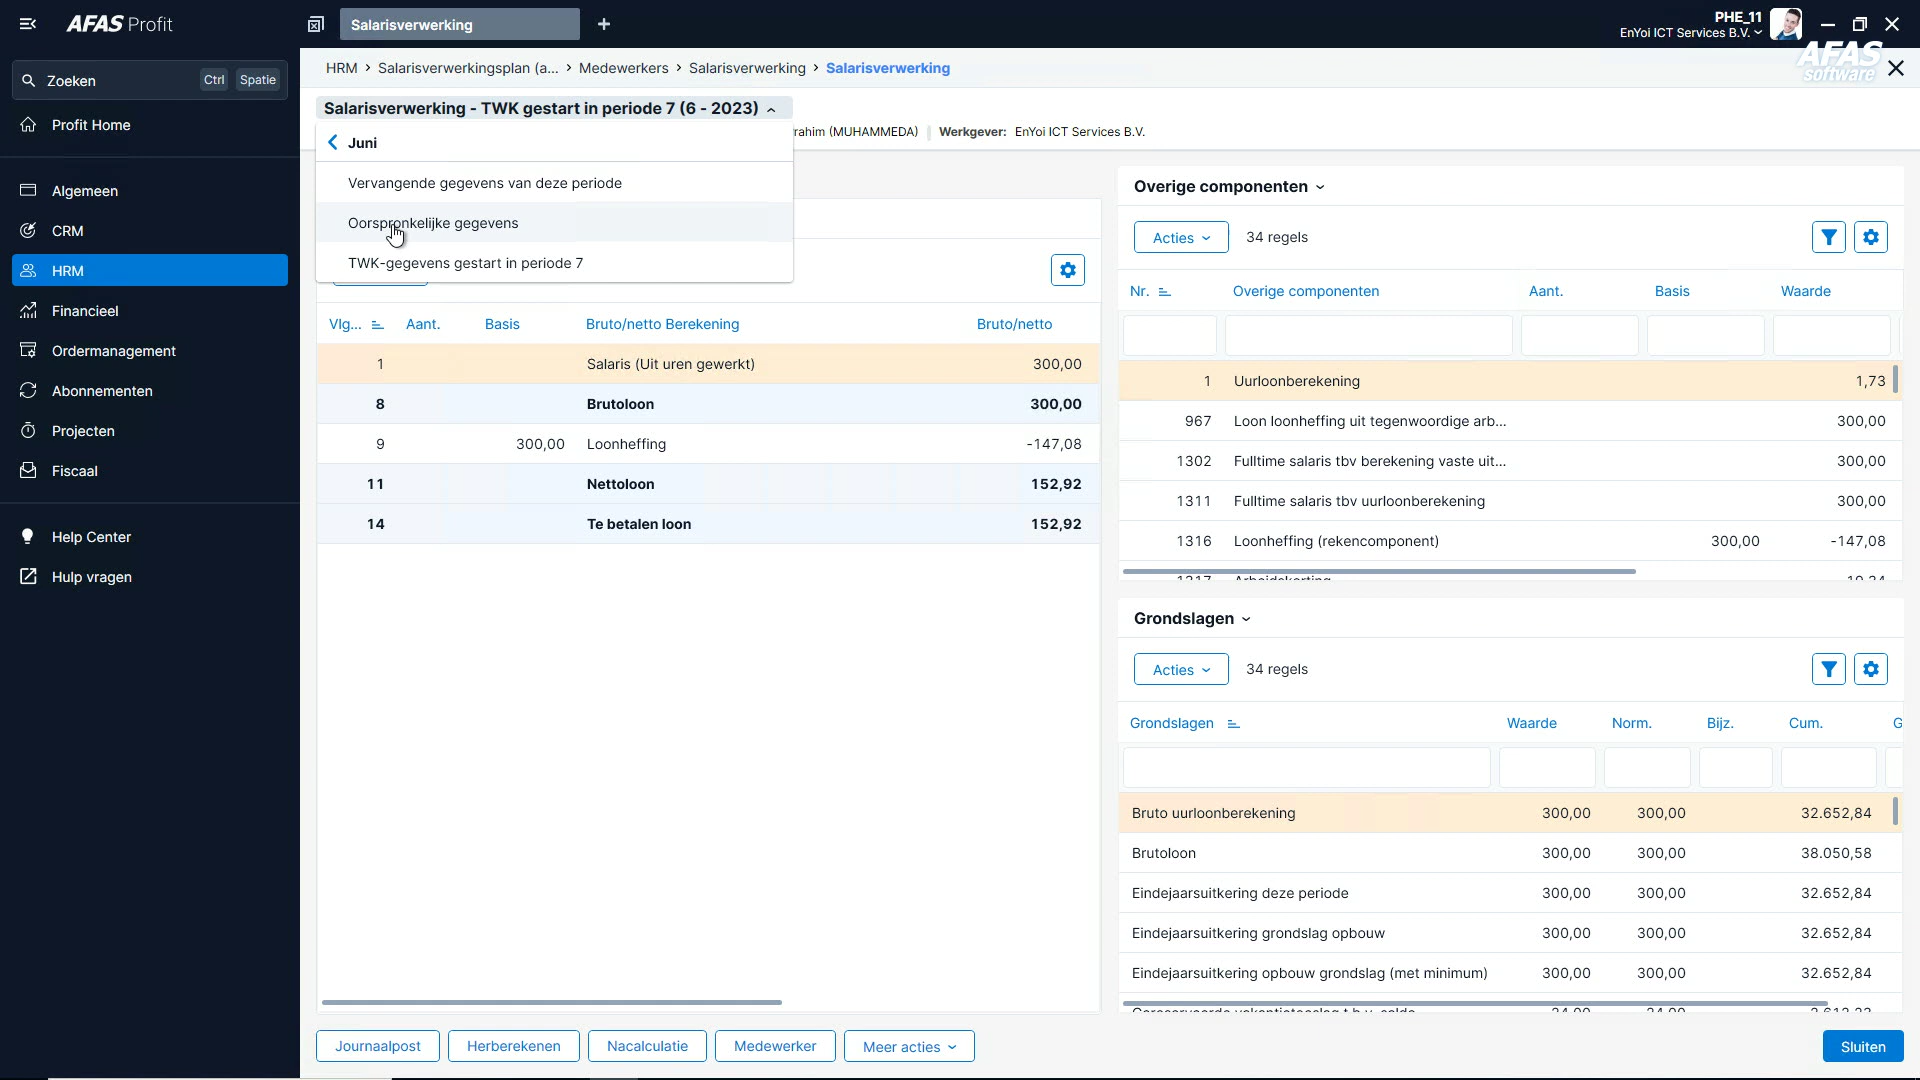 AFAS Profit
Salarisverwerking
PHE_11
EnYoi ICT Services B.V.
AFAS
software
Zoeken Ctrl Spatie
Profit Home
Algemeen
CRM
HRM
Financieel
Ordermanagement
Abonnementen
Projecten
Fiscaal
Help Center
Hulp vragen
HRM › Salarisverwerkingsplan (a... › Medewerkers › Salarisverwerking › Salarisverwerking
Salarisverwerking - TWK gestart in periode 7 (6 - 2023)
rahim (MUHAMMEDA) Werkgever: EnYoi ICT Services B.V.
Juni
Vervangende gegevens van deze periode
Oorspronkelijke gegevens
TWK-gegevens gestart in periode 7
Vlg... Aant. Basis Bruto/netto Berekening Bruto/netto
1 Salaris (Uit uren gewerkt) 300,00
8 Brutoloon 300,00
9 300,00 Loonheffing -147,08
11 Nettoloon 152,92
14 Te betalen loon 152,92
Overige componenten
Acties 34 regels
Nr. Overige componenten Aant. Basis Waarde
1 Uurloonberekening 1,73
967 Loon loonheffing uit tegenwoordige arb... 300,00
1302 Fulltime salaris tbv berekening vaste uit... 300,00
1311 Fulltime salaris tbv uurloonberekening 300,00
1316 Loonheffing (rekencomponent) 300,00 -147,08
Grondslagen
Acties 34 regels
Grondslagen Waarde Norm. Bijz. Cum. G
Bruto uurloonberekening 300,00 300,00 32.652,84
Brutoloon 300,00 300,00 38.050,58
Eindejaarsuitkering deze periode 300,00 300,00 32.652,84
Eindejaarsuitkering grondslag opbouw 300,00 300,00 32.652,84
Eindejaarsuitkering opbouw grondslag (met minimum) 300,00 300,00 32.652,84
Journaalpost Herberekenen Nacalculatie Medewerker Meer acties Sluiten